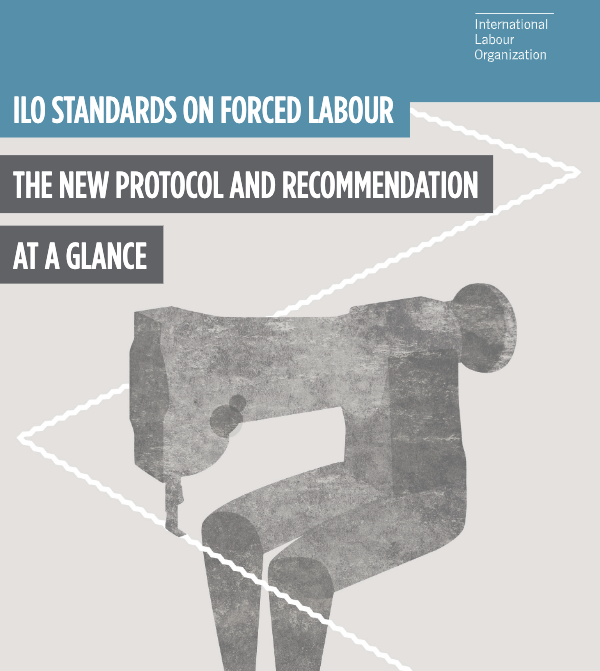 International
Labour
Organization
ILO STANDARDS ON FORCED LABOUR
THE NEW PROTOCOL AND RECOMMENDATION
AT A GLANCE